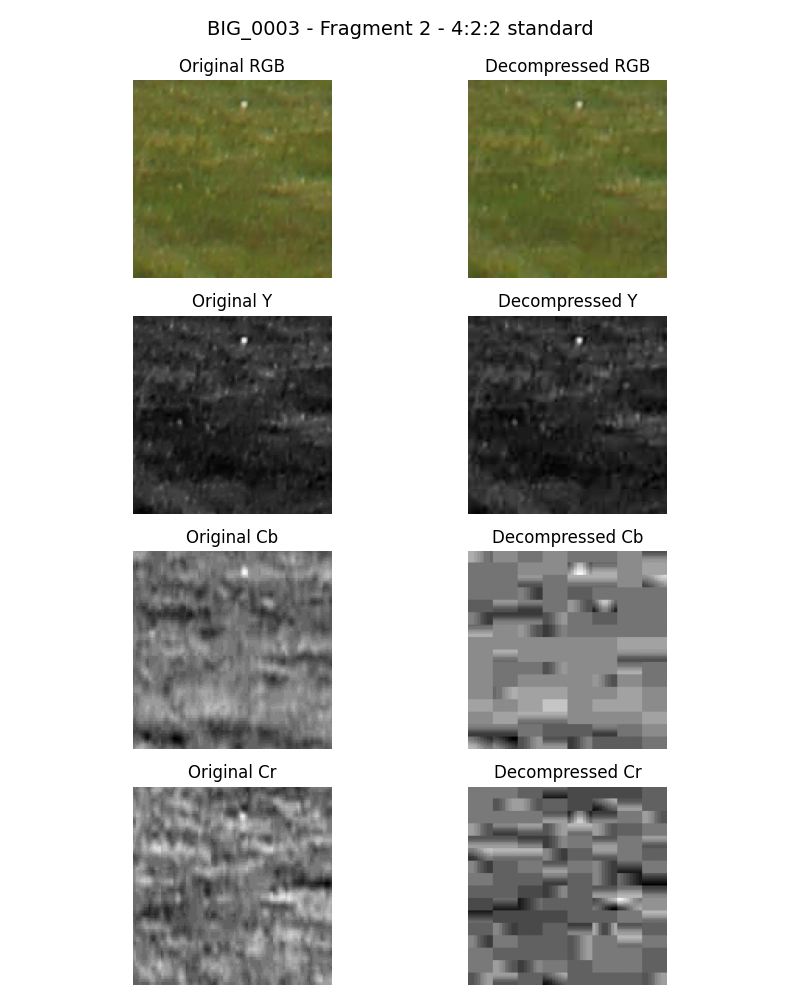 BIG_0003 - Fragment 2 - 4:2:2 standard
Original RGB
Decompressed RGB
Original Y
Decompressed Y
Original Cb
Decompressed Cb
Original Cr
Decompressed Cr